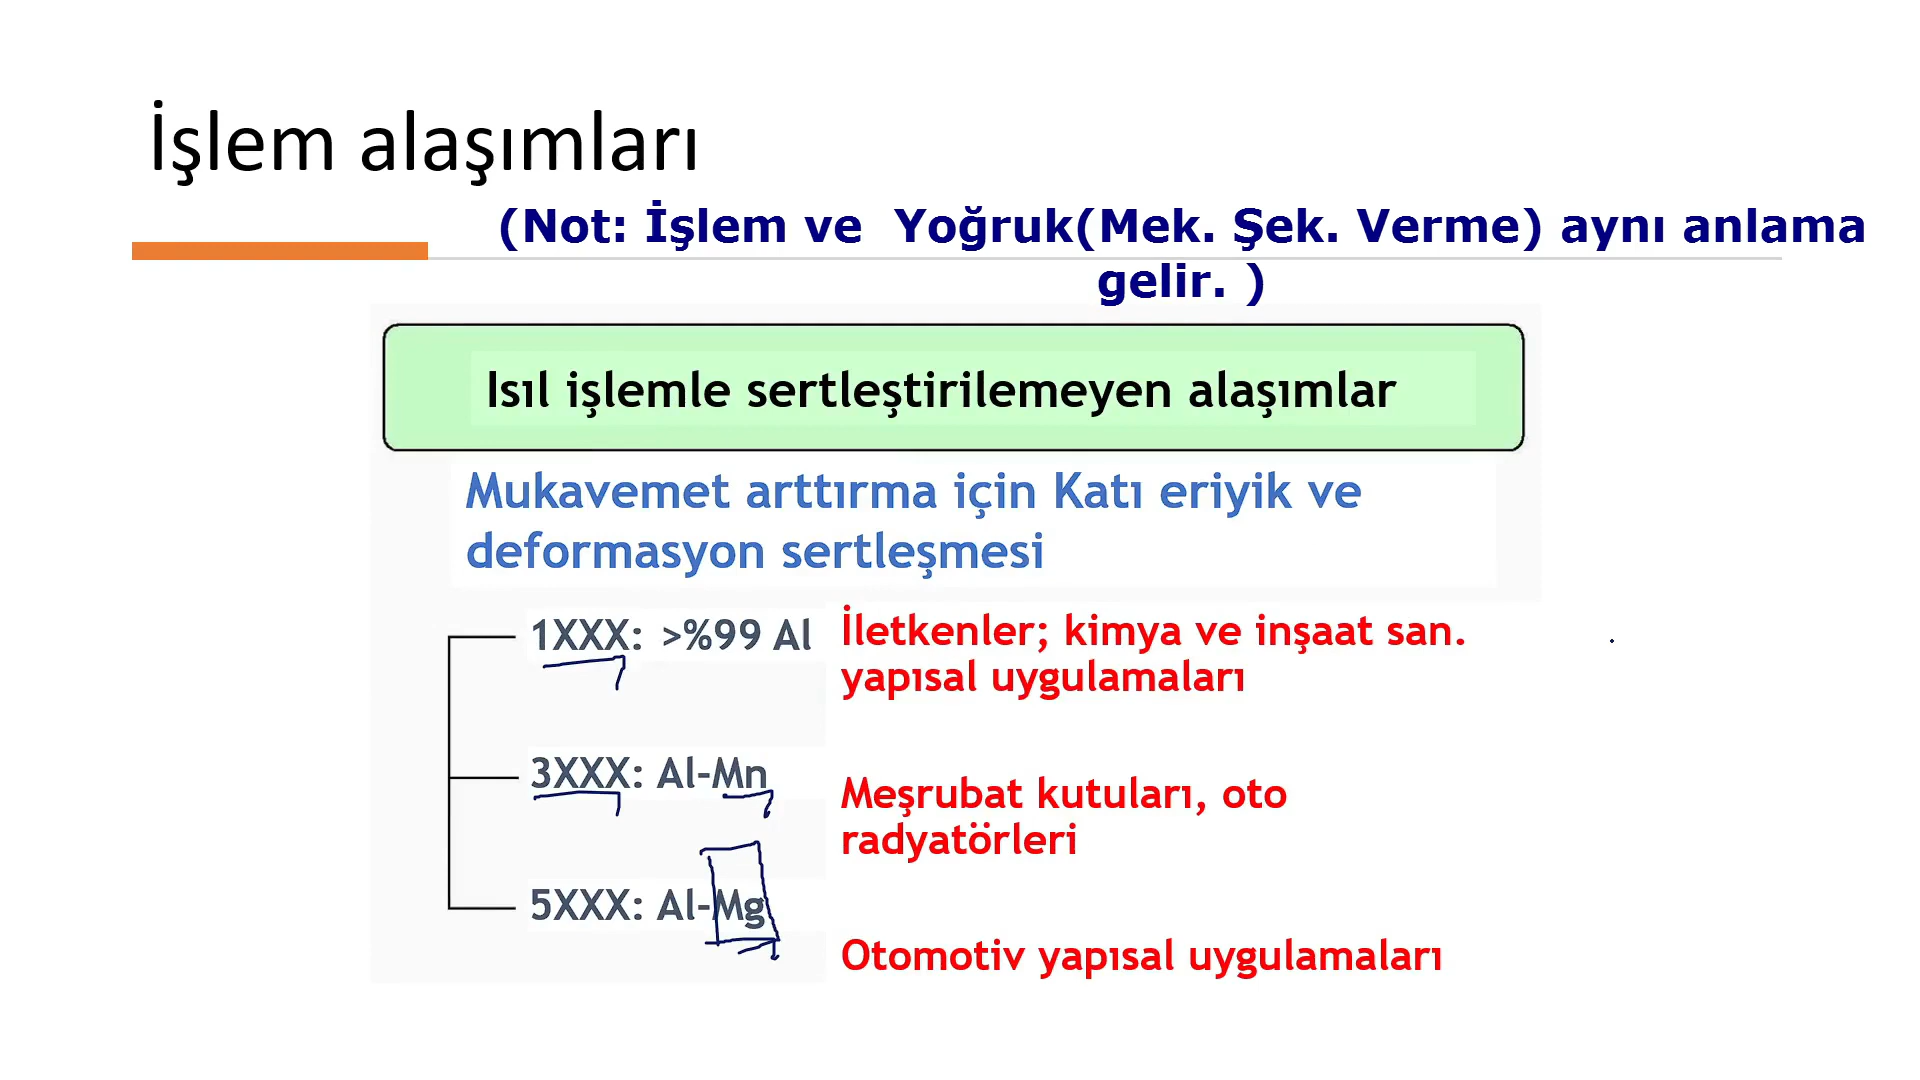 İşlem alaşımları
(Not: İşlem ve Yoğruk(Mek. Şek. Verme) aynı anlama
gelir. )
Isıl işlemle sertleştirilemeyen alaşımlar
Mukavemet arttırma için Katı eriyik ve
deformasyon sertleşmesi
1XXX: >%99 Al
İletkenler; kimya ve inşaat san.
yapısal uygulamaları
3XXX: Al-Mn
Meşrubat kutuları, oto
radyatörleri
5XXX: Al-Mg
Otomotiv yapısal uygulamaları